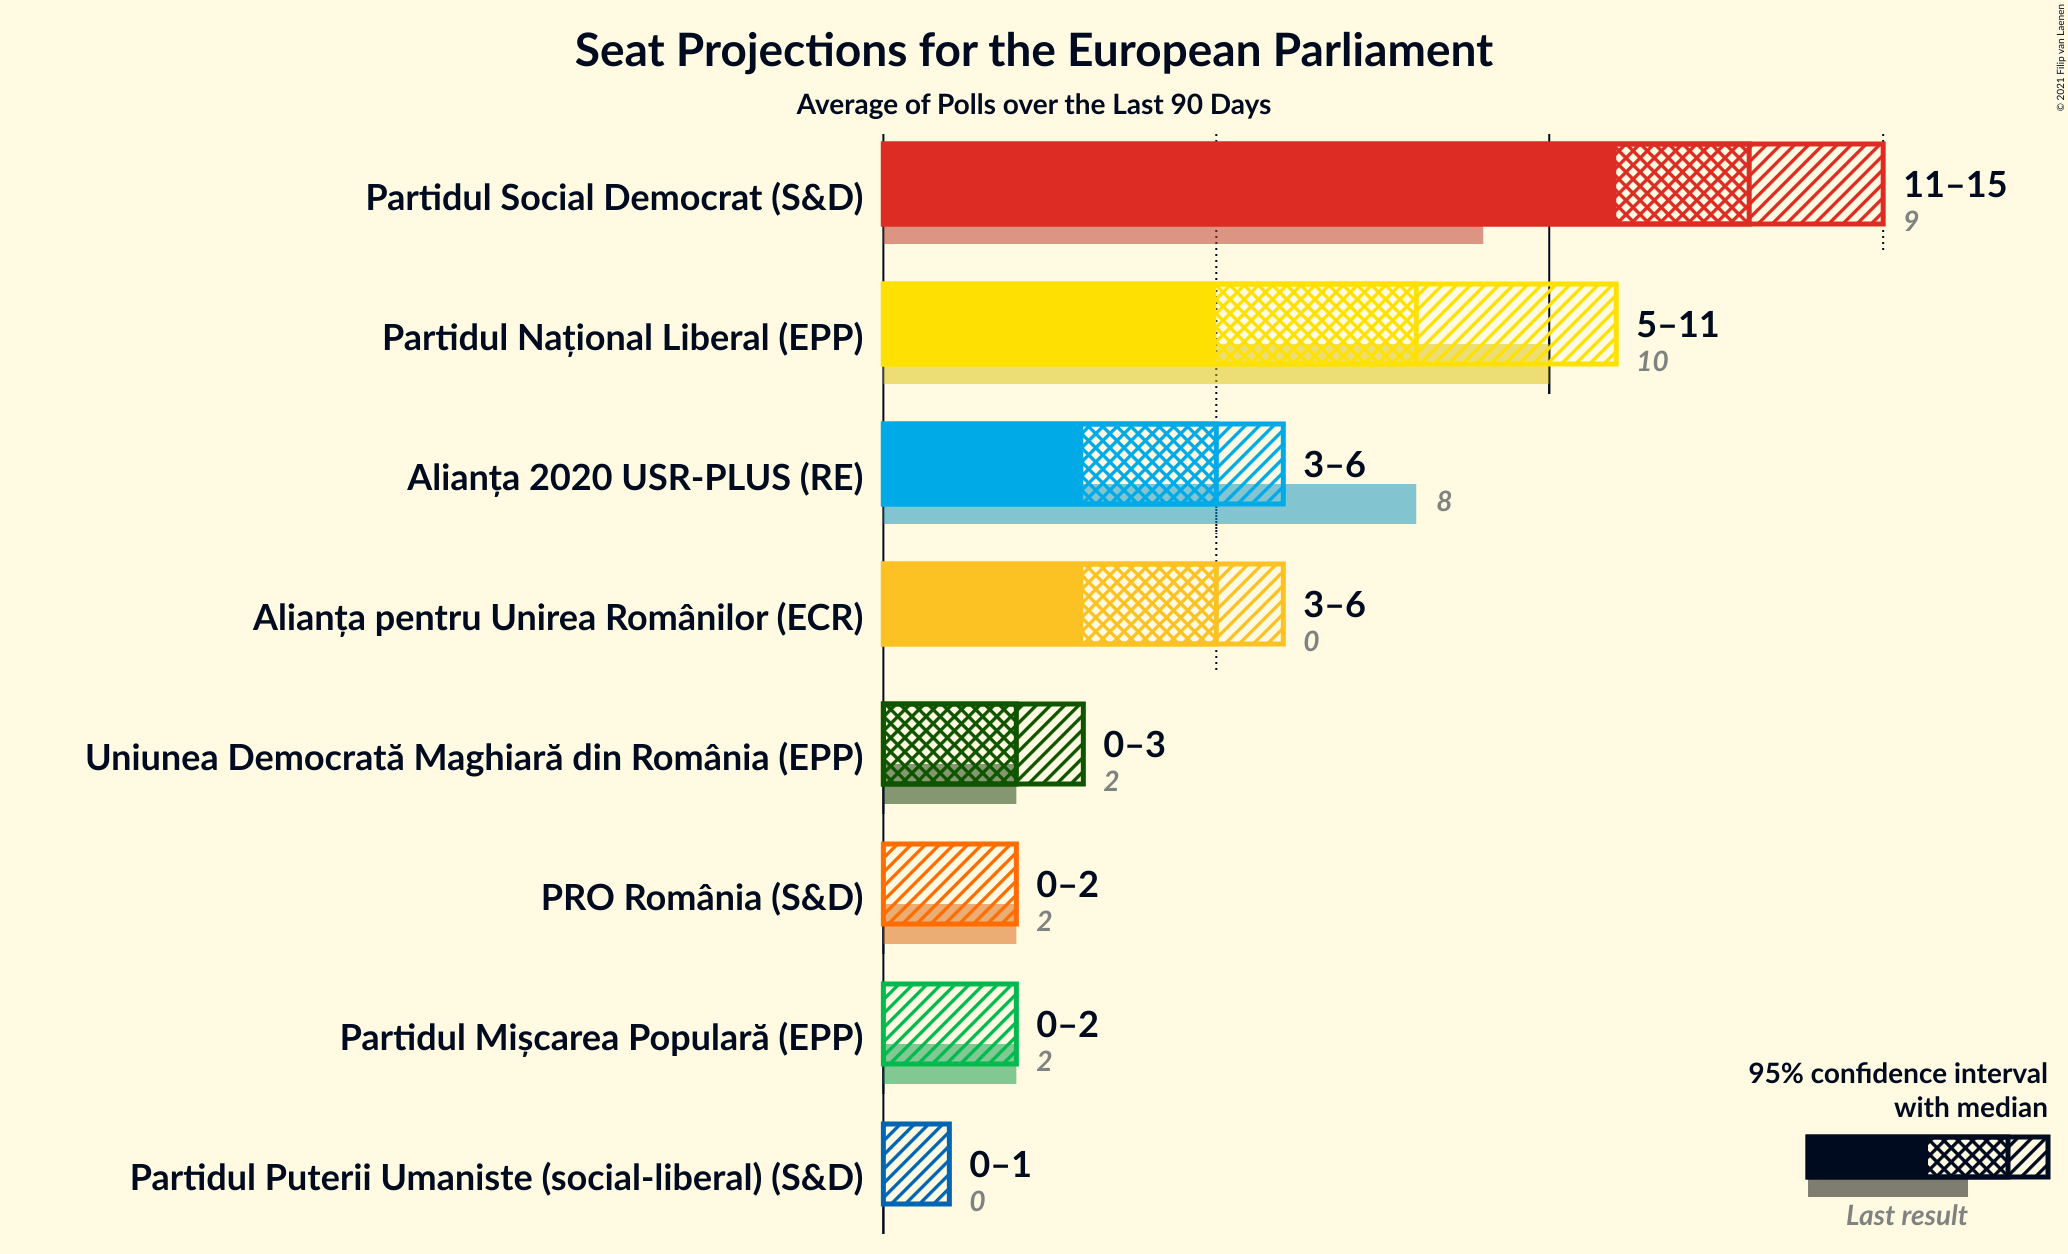 Seat Projections for the European Parliament
Average of Polls over the Last 90 Days
© 2021 Filip van Laenen
Partidul Social Democrat (S&D)
11–15
9
Partidul Național Liberal (EPP)
5–11
10
Alianța 2020 USR-PLUS (RE)
3–6
8
Alianța pentru Unirea Românilor (ECR)
3–6
0
Uniunea Democrată Maghiară din România (EPP)
0–3
2
PRO România (S&D)
0–2
2
Partidul Mișcarea Populară (EPP)
0–2
2
Partidul Puterii Umaniste (social-liberal) (S&D)
0–1
0
95% confidence interval
with median
Last result